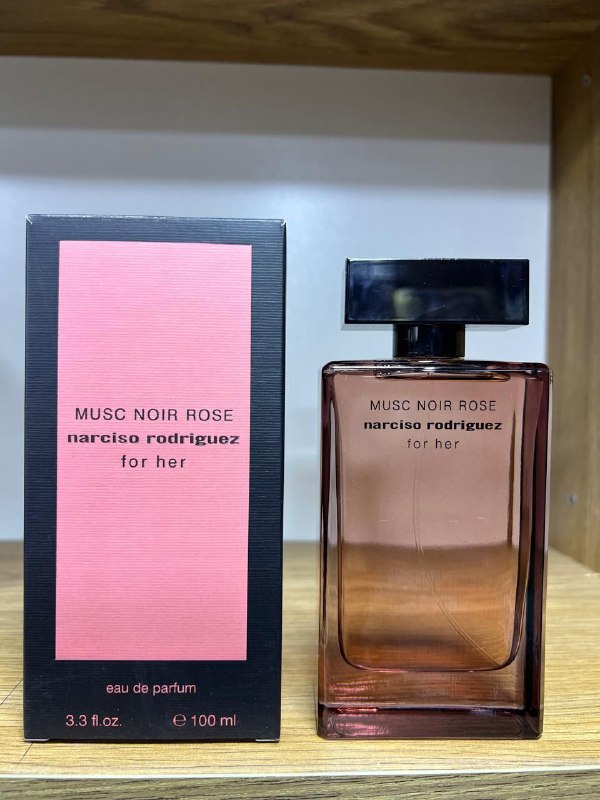 MUSC NOIR ROSE
narciso rodriguez
for her
eau de parfum
3.3 fl.oz. ℮ 100 ml
MUSC NOIR ROSE
narciso rodriguez
for her